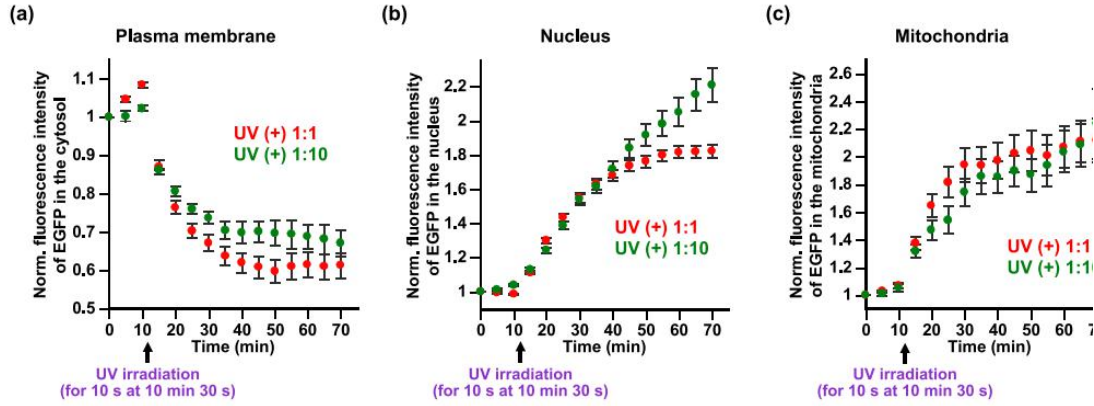 (a)
Plasma membrane
Norm. fluorescence intensity
of EGFP in the cytosol
1.1
1
0.9
0.8
0.7
0.6
0.5
UV (+) 1:1
UV (+) 1:10
0 10 20 30 40 50 60 70
Time (min)
UV irradiation
(for 10 s at 10 min 30 s)
(b)
Nucleus
Norm. fluorescence intensity
of EGFP in the nucleus
2.2
2
1.8
1.6
1.4
1.2
1
UV (+) 1:1
UV (+) 1:10
0 10 20 30 40 50 60 70
Time (min)
UV irradiation
(for 10 s at 10 min 30 s)
(c)
Mitochondria
Norm. fluorescence intensity
of EGFP in the mitochondria
2.6
2.4
2.2
2
1.8
1.6
1.4
1.2
1
UV (+) 1:1
UV (+) 1:10
0 10 20 30 40 50 60 70
Time (min)
UV irradiation
(for 10 s at 10 min 30 s)